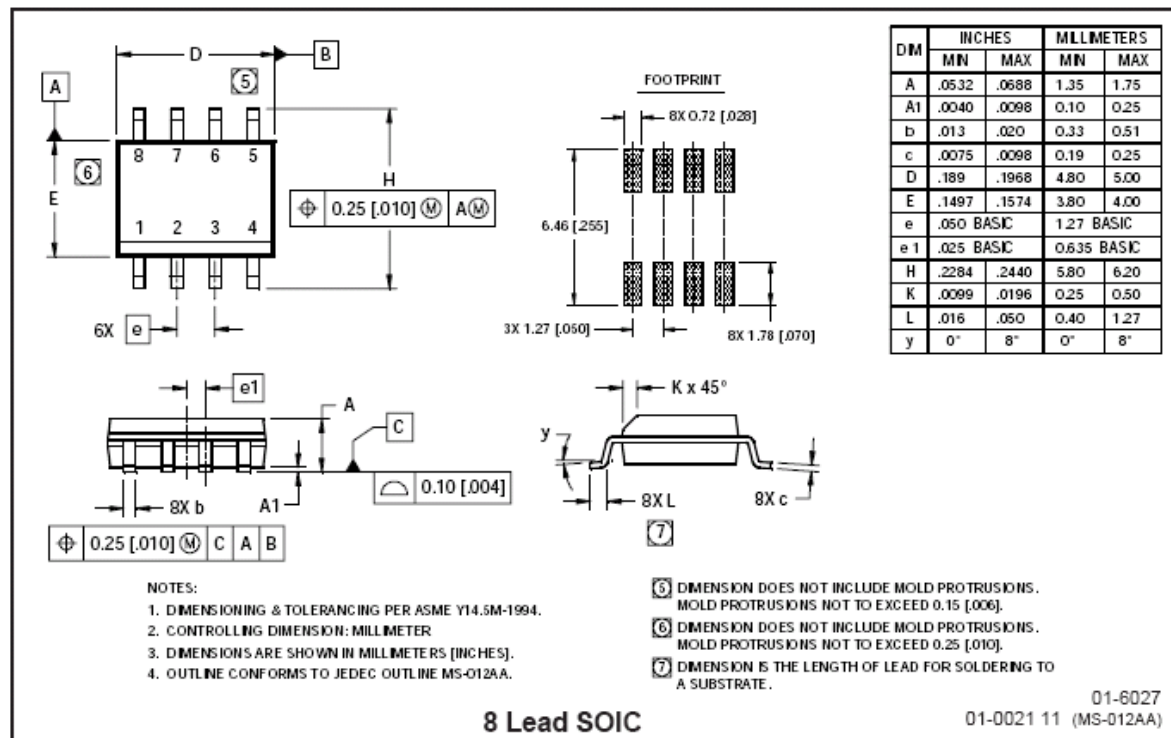 D
B
A
5
8 7 6 5
6
E
H
⌖ 0.25 [.010] Ⓜ A Ⓜ
1 2 3 4
6X e
FOOTPRINT
8X 0.72 [.028]
6.46 [.255]
3X 1.27 [.050]
8X 1.78 [.070]
DIM INCHES MILLIMETERS
MIN MAX MIN MAX
A .0532 .0688 1.35 1.75
A1 .0040 .0098 0.10 0.25
b .013 .020 0.33 0.51
c .0075 .0098 0.19 0.25
D .189 .1968 4.80 5.00
E .1497 .1574 3.80 4.00
e .050 BASIC 1.27 BASIC
e 1 .025 BASIC 0.635 BASIC
H .2284 .2440 5.80 6.20
K .0099 .0196 0.25 0.50
L .016 .050 0.40 1.27
y 0° 8° 0° 8°
e1
A
C
⌓ 0.10 [.004]
8X b
A1
⌖ 0.25 [.010] Ⓜ C A B
K x 45°
y
8X L
8X c
7
NOTES:
1. DIMENSIONING & TOLERANCING PER ASME Y14.5M-1994.
2. CONTROLLING DIMENSION: MILLIMETER
3. DIMENSIONS ARE SHOWN IN MILLIMETERS [INCHES].
4. OUTLINE CONFORMS TO JEDEC OUTLINE MS-012AA.
5 DIMENSION DOES NOT INCLUDE MOLD PROTRUSIONS.
MOLD PROTRUSIONS NOT TO EXCEED 0.15 [.006].
6 DIMENSION DOES NOT INCLUDE MOLD PROTRUSIONS.
MOLD PROTRUSIONS NOT TO EXCEED 0.25 [.010].
7 DIMENSION IS THE LENGTH OF LEAD FOR SOLDERING TO
A SUBSTRATE.
8 Lead SOIC
01-6027
01-0021 11 (MS-012AA)